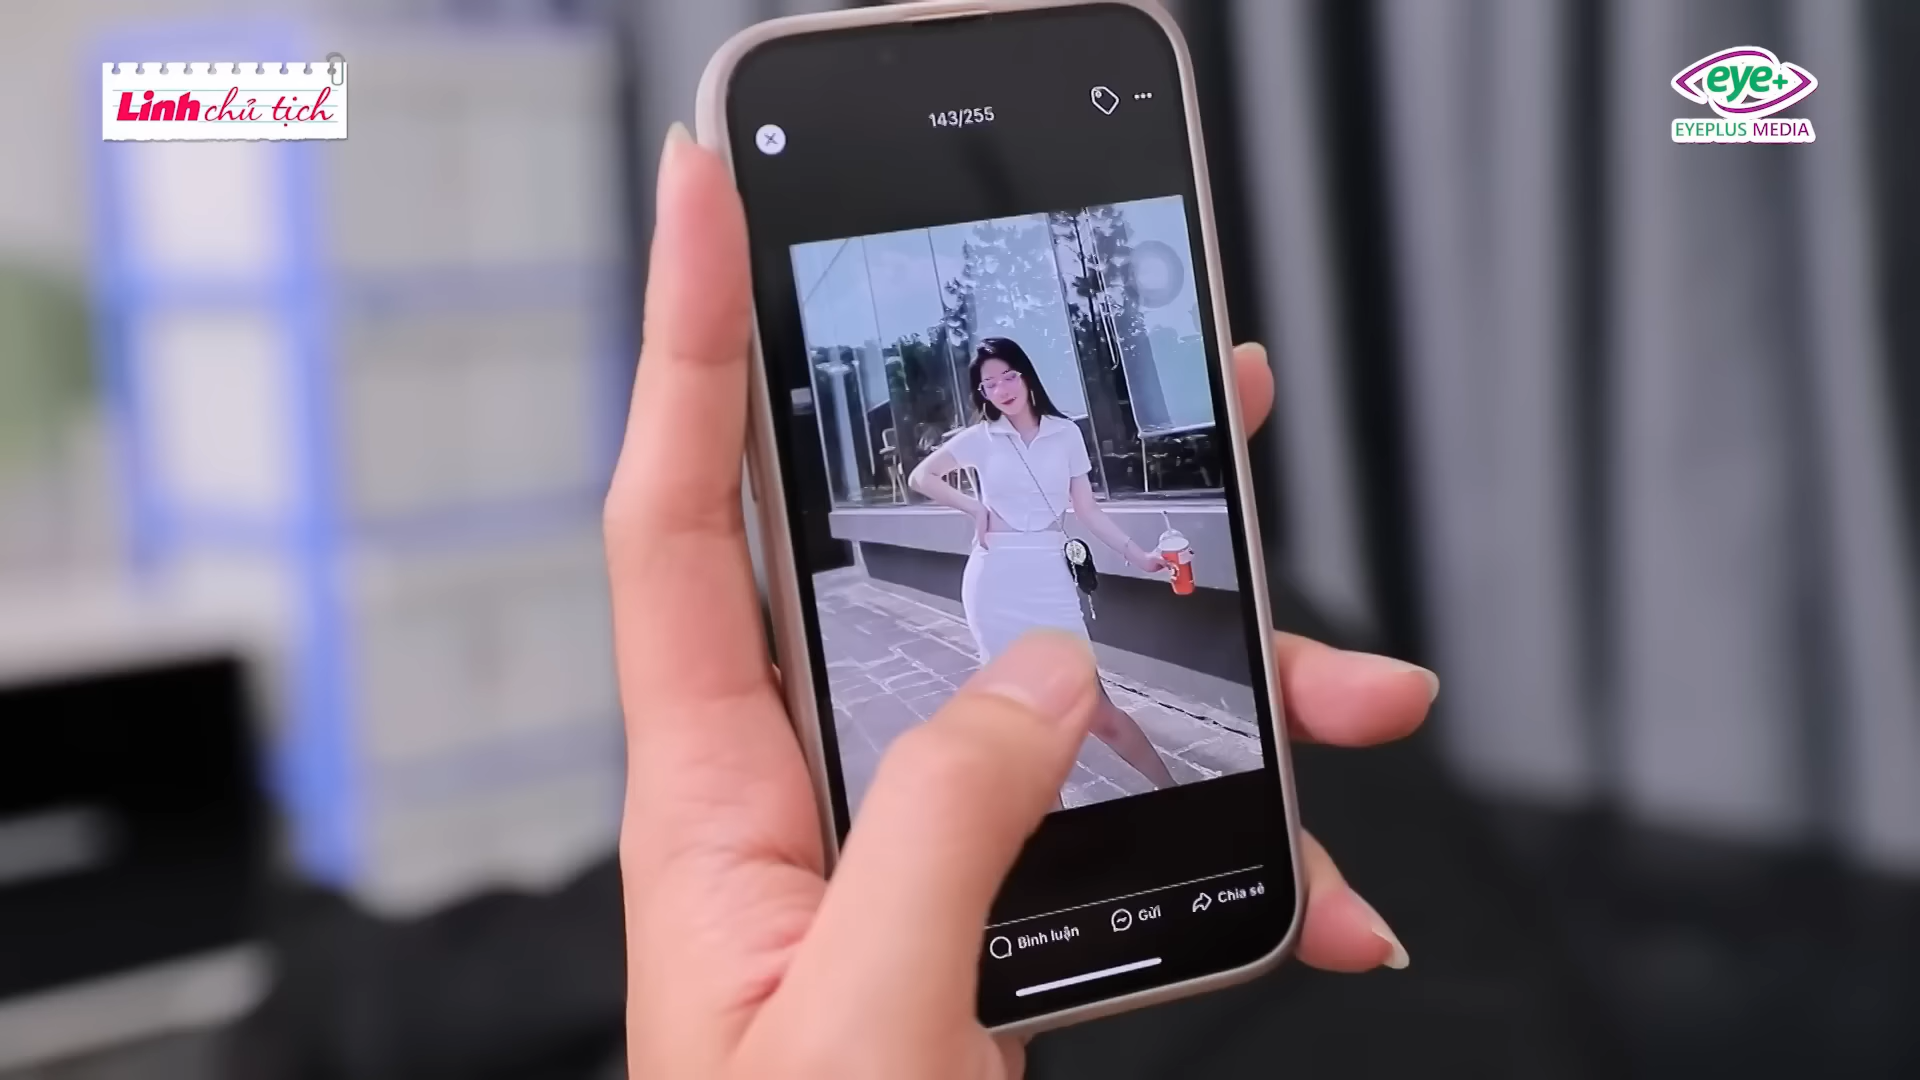 Linh chủ tịch
eye+
EYEPLUS MEDIA
143/255
Bình luận
Gửi
Chia sẻ